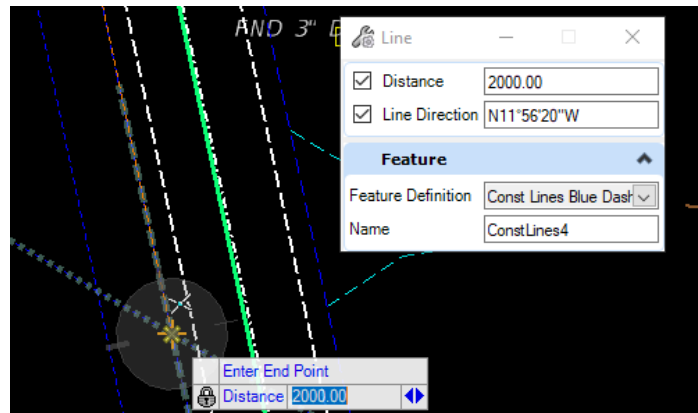 FND 3"
Line
Distance 2000.00
Line Direction N11°56'20"W
Feature
Feature Definition Const Lines Blue Dash
Name ConstLines4
Enter End Point
Distance 2000.00